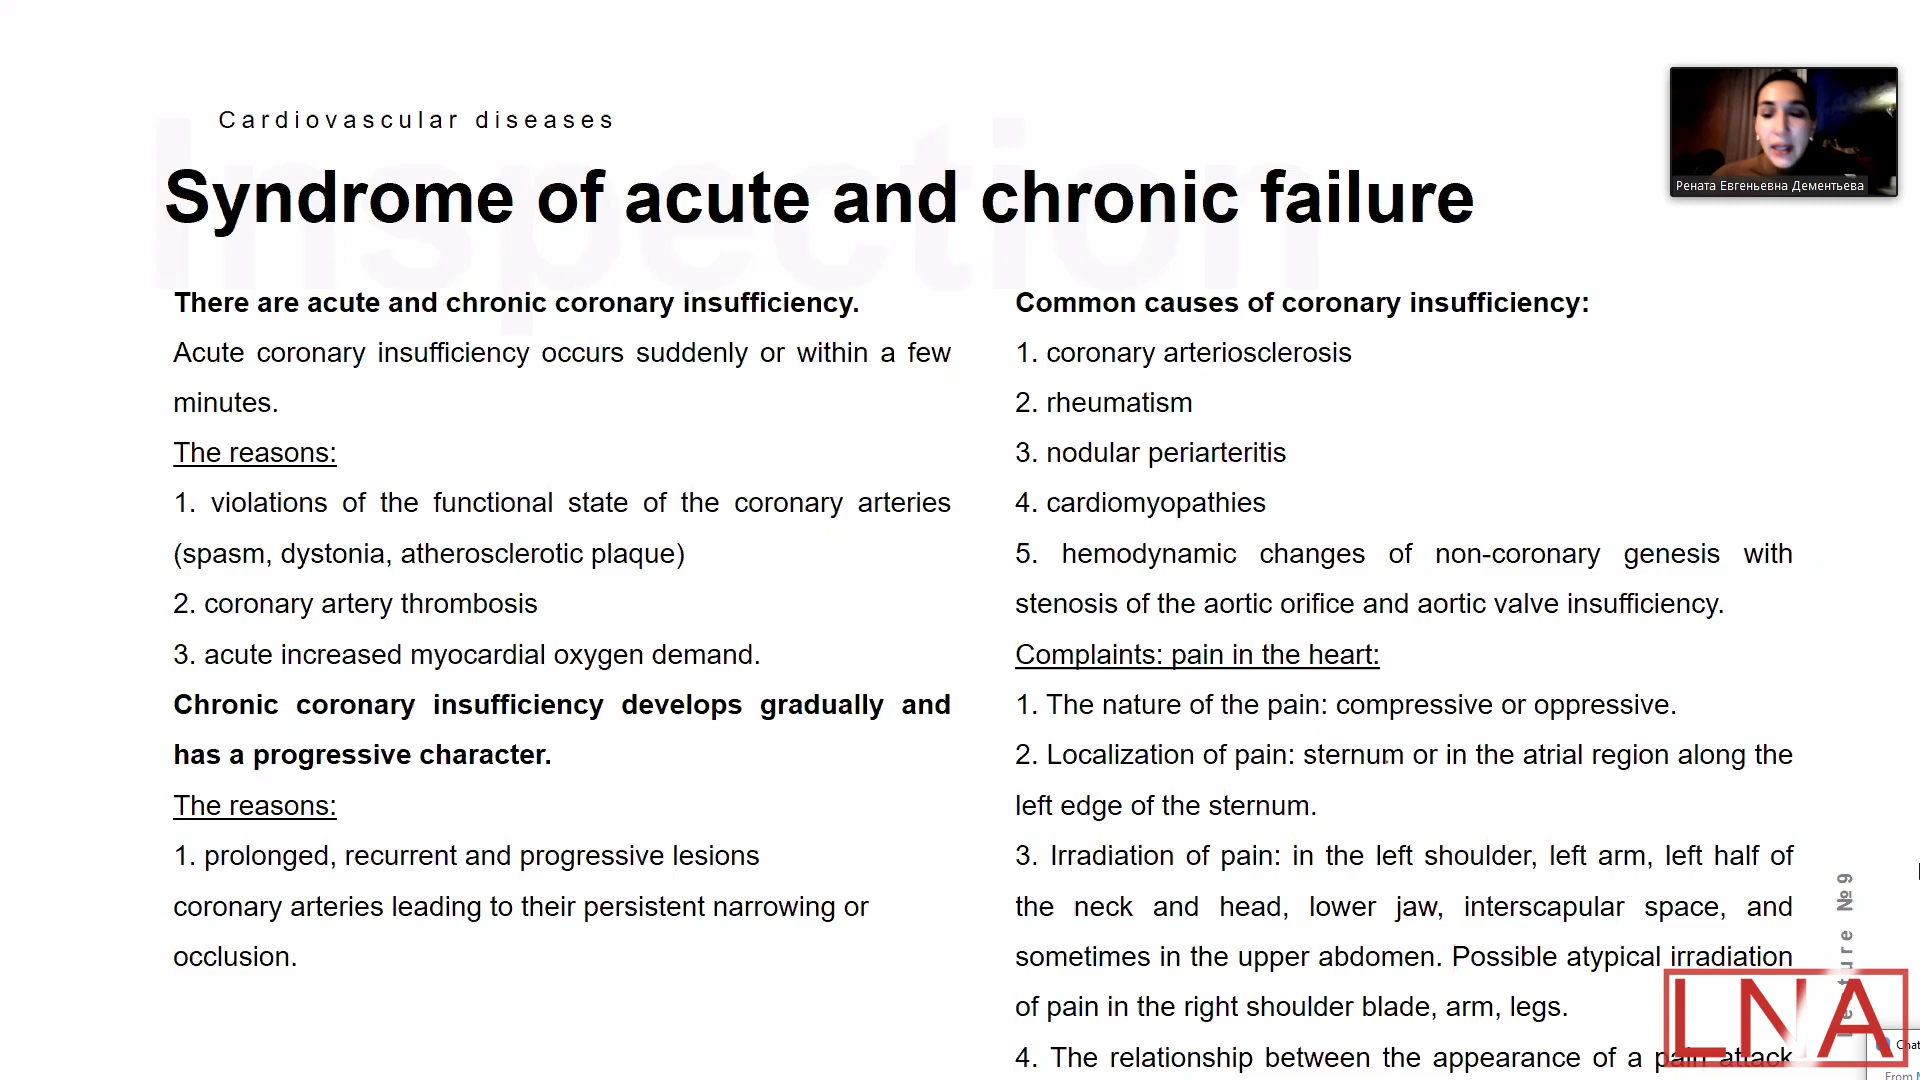 Cardiovascular diseases
Inspection
Syndrome of acute and chronic failure
Рената Евгеньевна Дементьева
There are acute and chronic coronary insufficiency.
Acute coronary insufficiency occurs suddenly or within a few
minutes.
The reasons:
1. violations of the functional state of the coronary arteries
(spasm, dystonia, atherosclerotic plaque)
2. coronary artery thrombosis
3. acute increased myocardial oxygen demand.
Chronic coronary insufficiency develops gradually and
has a progressive character.
The reasons:
1. prolonged, recurrent and progressive lesions
coronary arteries leading to their persistent narrowing or
occlusion.
Common causes of coronary insufficiency:
1. coronary arteriosclerosis
2. rheumatism
3. nodular periarteritis
4. cardiomyopathies
5. hemodynamic changes of non-coronary genesis with
stenosis of the aortic orifice and aortic valve insufficiency.
Complaints: pain in the heart:
1. The nature of the pain: compressive or oppressive.
2. Localization of pain: sternum or in the atrial region along the
left edge of the sternum.
3. Irradiation of pain: in the left shoulder, left arm, left half of
the neck and head, lower jaw, interscapular space, and
sometimes in the upper abdomen. Possible atypical irradiation
of pain in the right shoulder blade, arm, legs.
4. The relationship between the appearance of a pain attack
Lecture №9
LNA
Chat
From